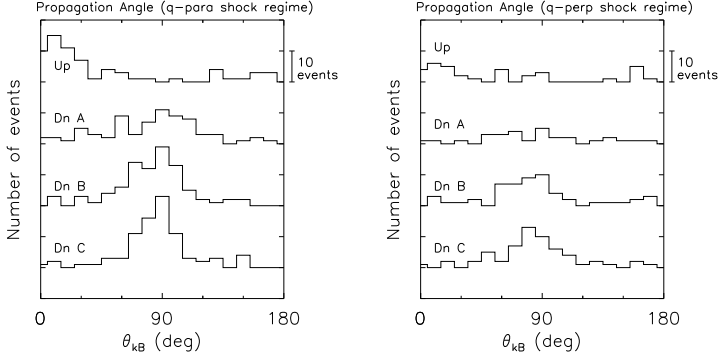 Propagation Angle (q-para shock regime)
Number of events
Up
Dn A
Dn B
Dn C
10
events
0
90
180
θkB (deg)
Propagation Angle (q-perp shock regime)
Number of events
Up
Dn A
Dn B
Dn C
10
events
0
90
180
θkB (deg)